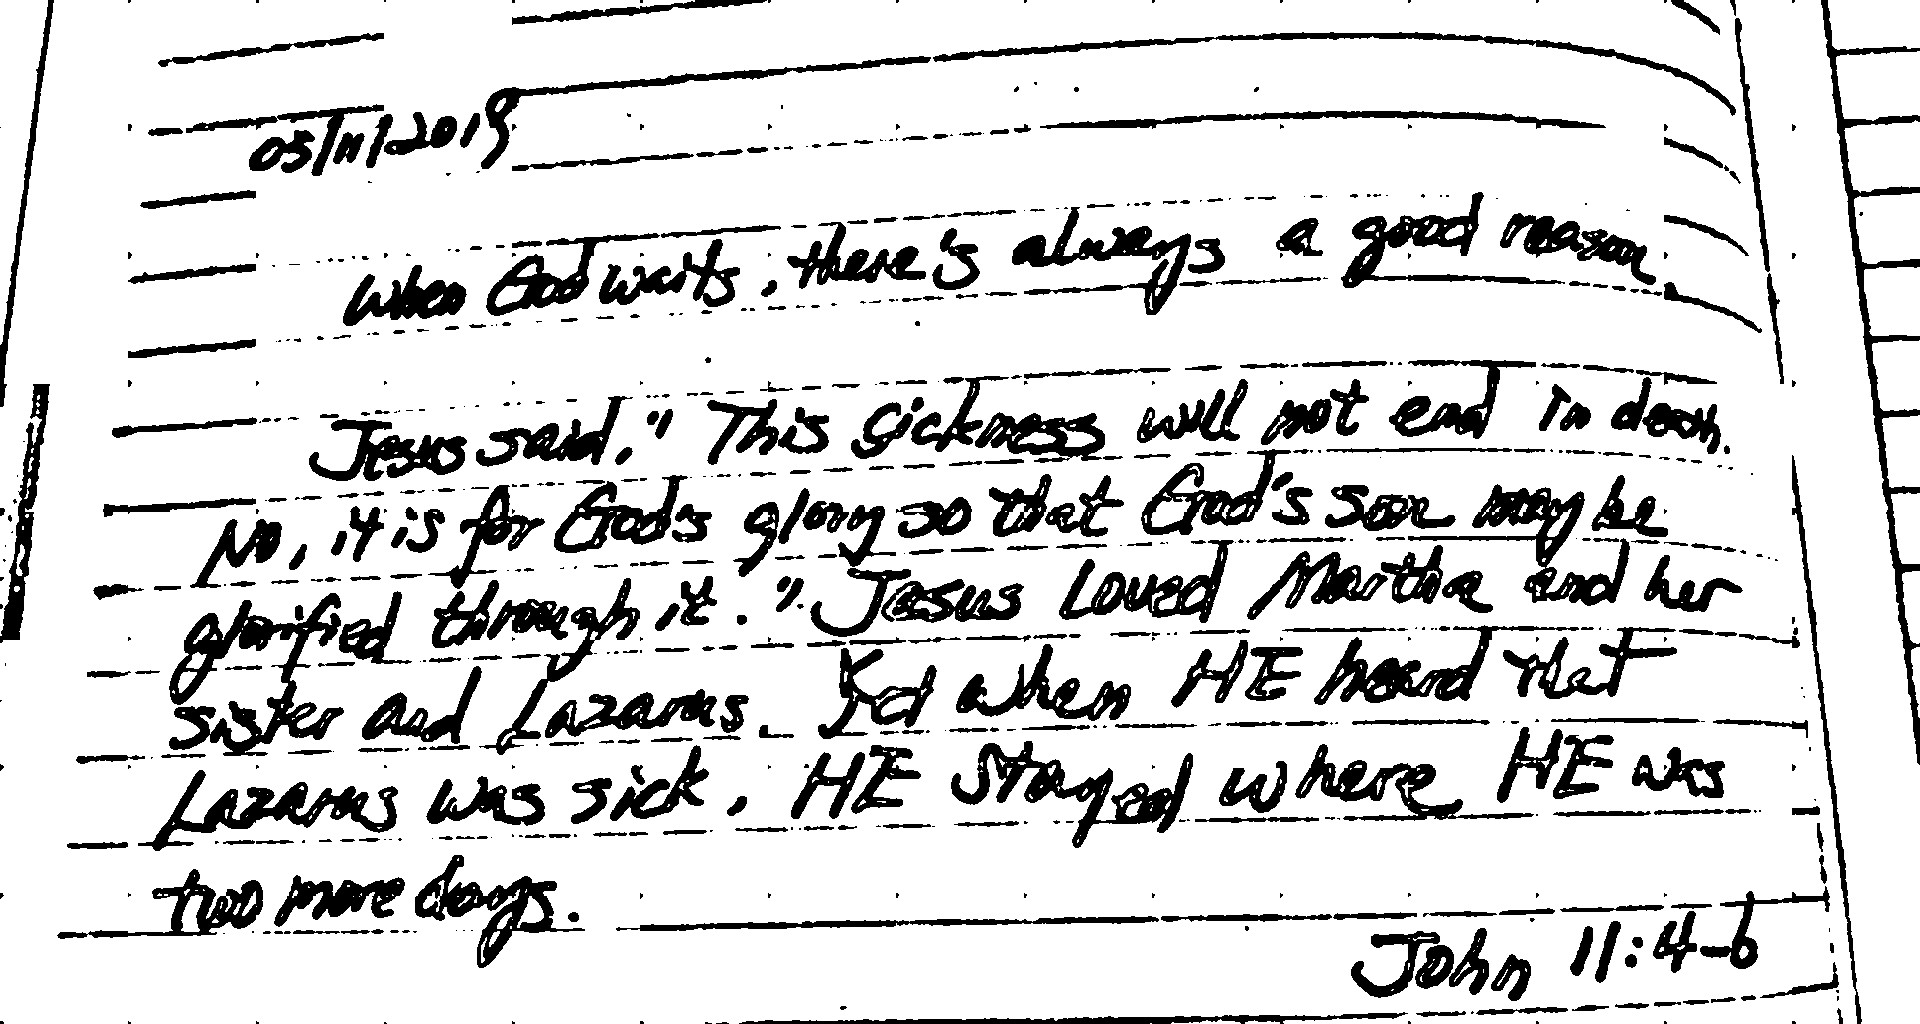 05/11/2019
When God waits, there's always a good reason.
Jesus said, " This sickness will not end in death.
No, it is for God's glory so that God's son may be
glorified through it. " Jesus Loved Martha and her
sister and Lazarus. Yet when HE heard that
Lazarus was sick, HE stayed where HE was
two more days.
John 11:4-6